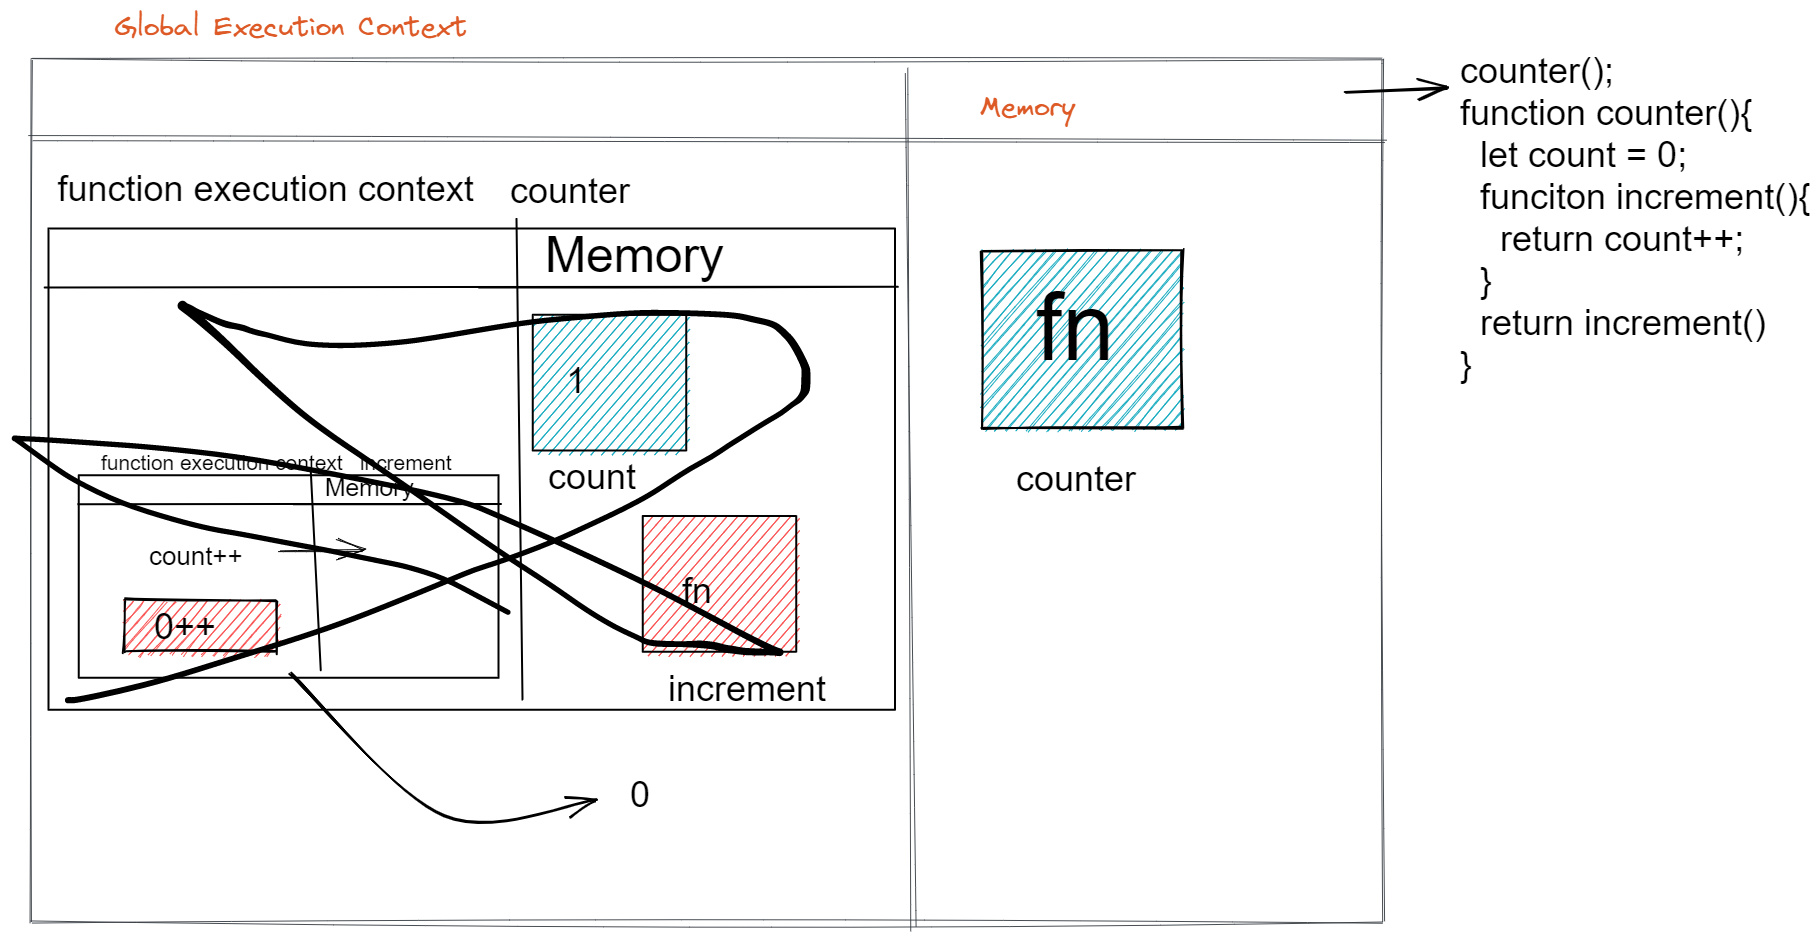 Global Execution Context
Memory
function execution context counter
Memory
1
count
function execution context increment
Memory
count++
0++
fn
increment
0
fn
counter
counter();
function counter(){
let count = 0;
funciton increment(){
return count++;
}
return increment()
}